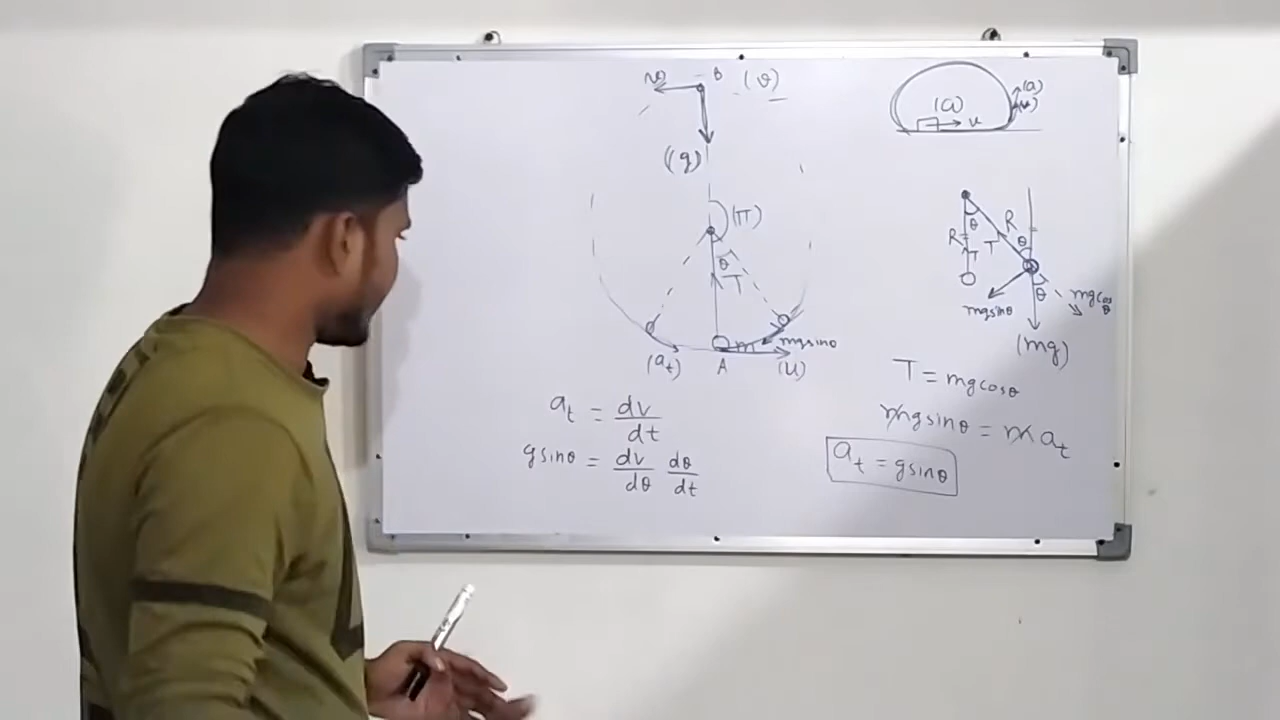 v B (v)
(g)
(π)
θ
T
m mgsinθ
(a_t) A (u)
a_t = dv/dt
gsinθ = dv/dθ dθ/dt
(a)
(a) u (u)
θ R
R T T θ
θ
mgsinθ mgcosθ
(mg)
T = mgcosθ
mgsinθ = m a_t
a_t = gsinθ